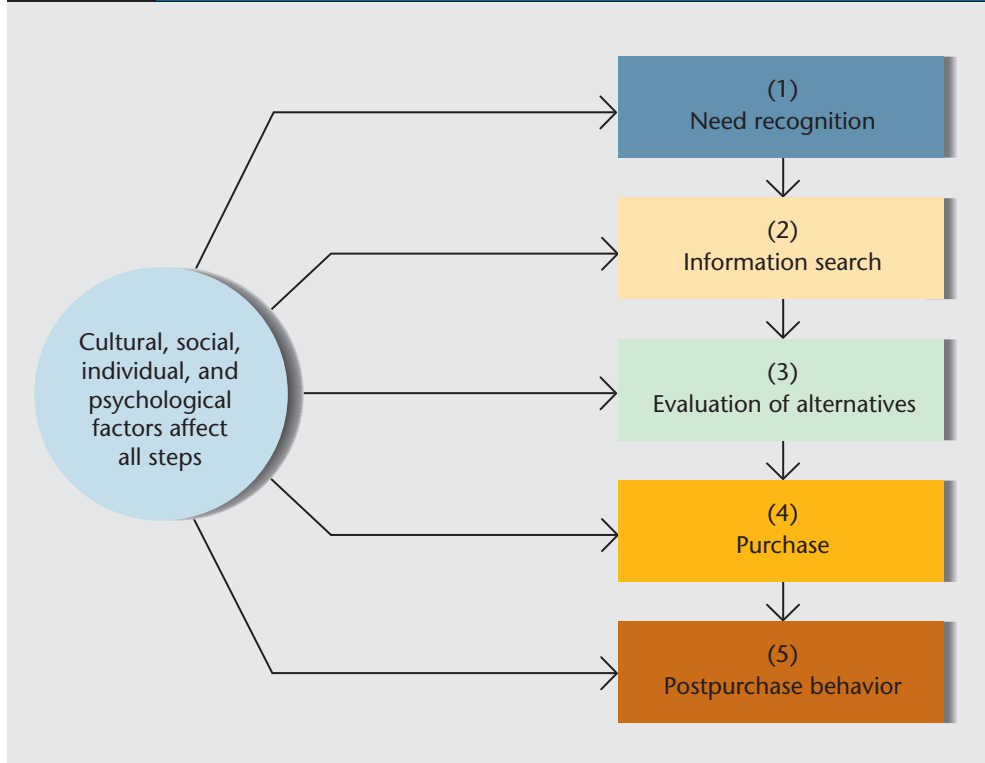 Cultural, social,
individual, and
psychological
factors affect
all steps
(1)
Need recognition
(2)
Information search
(3)
Evaluation of alternatives
(4)
Purchase
(5)
Postpurchase behavior